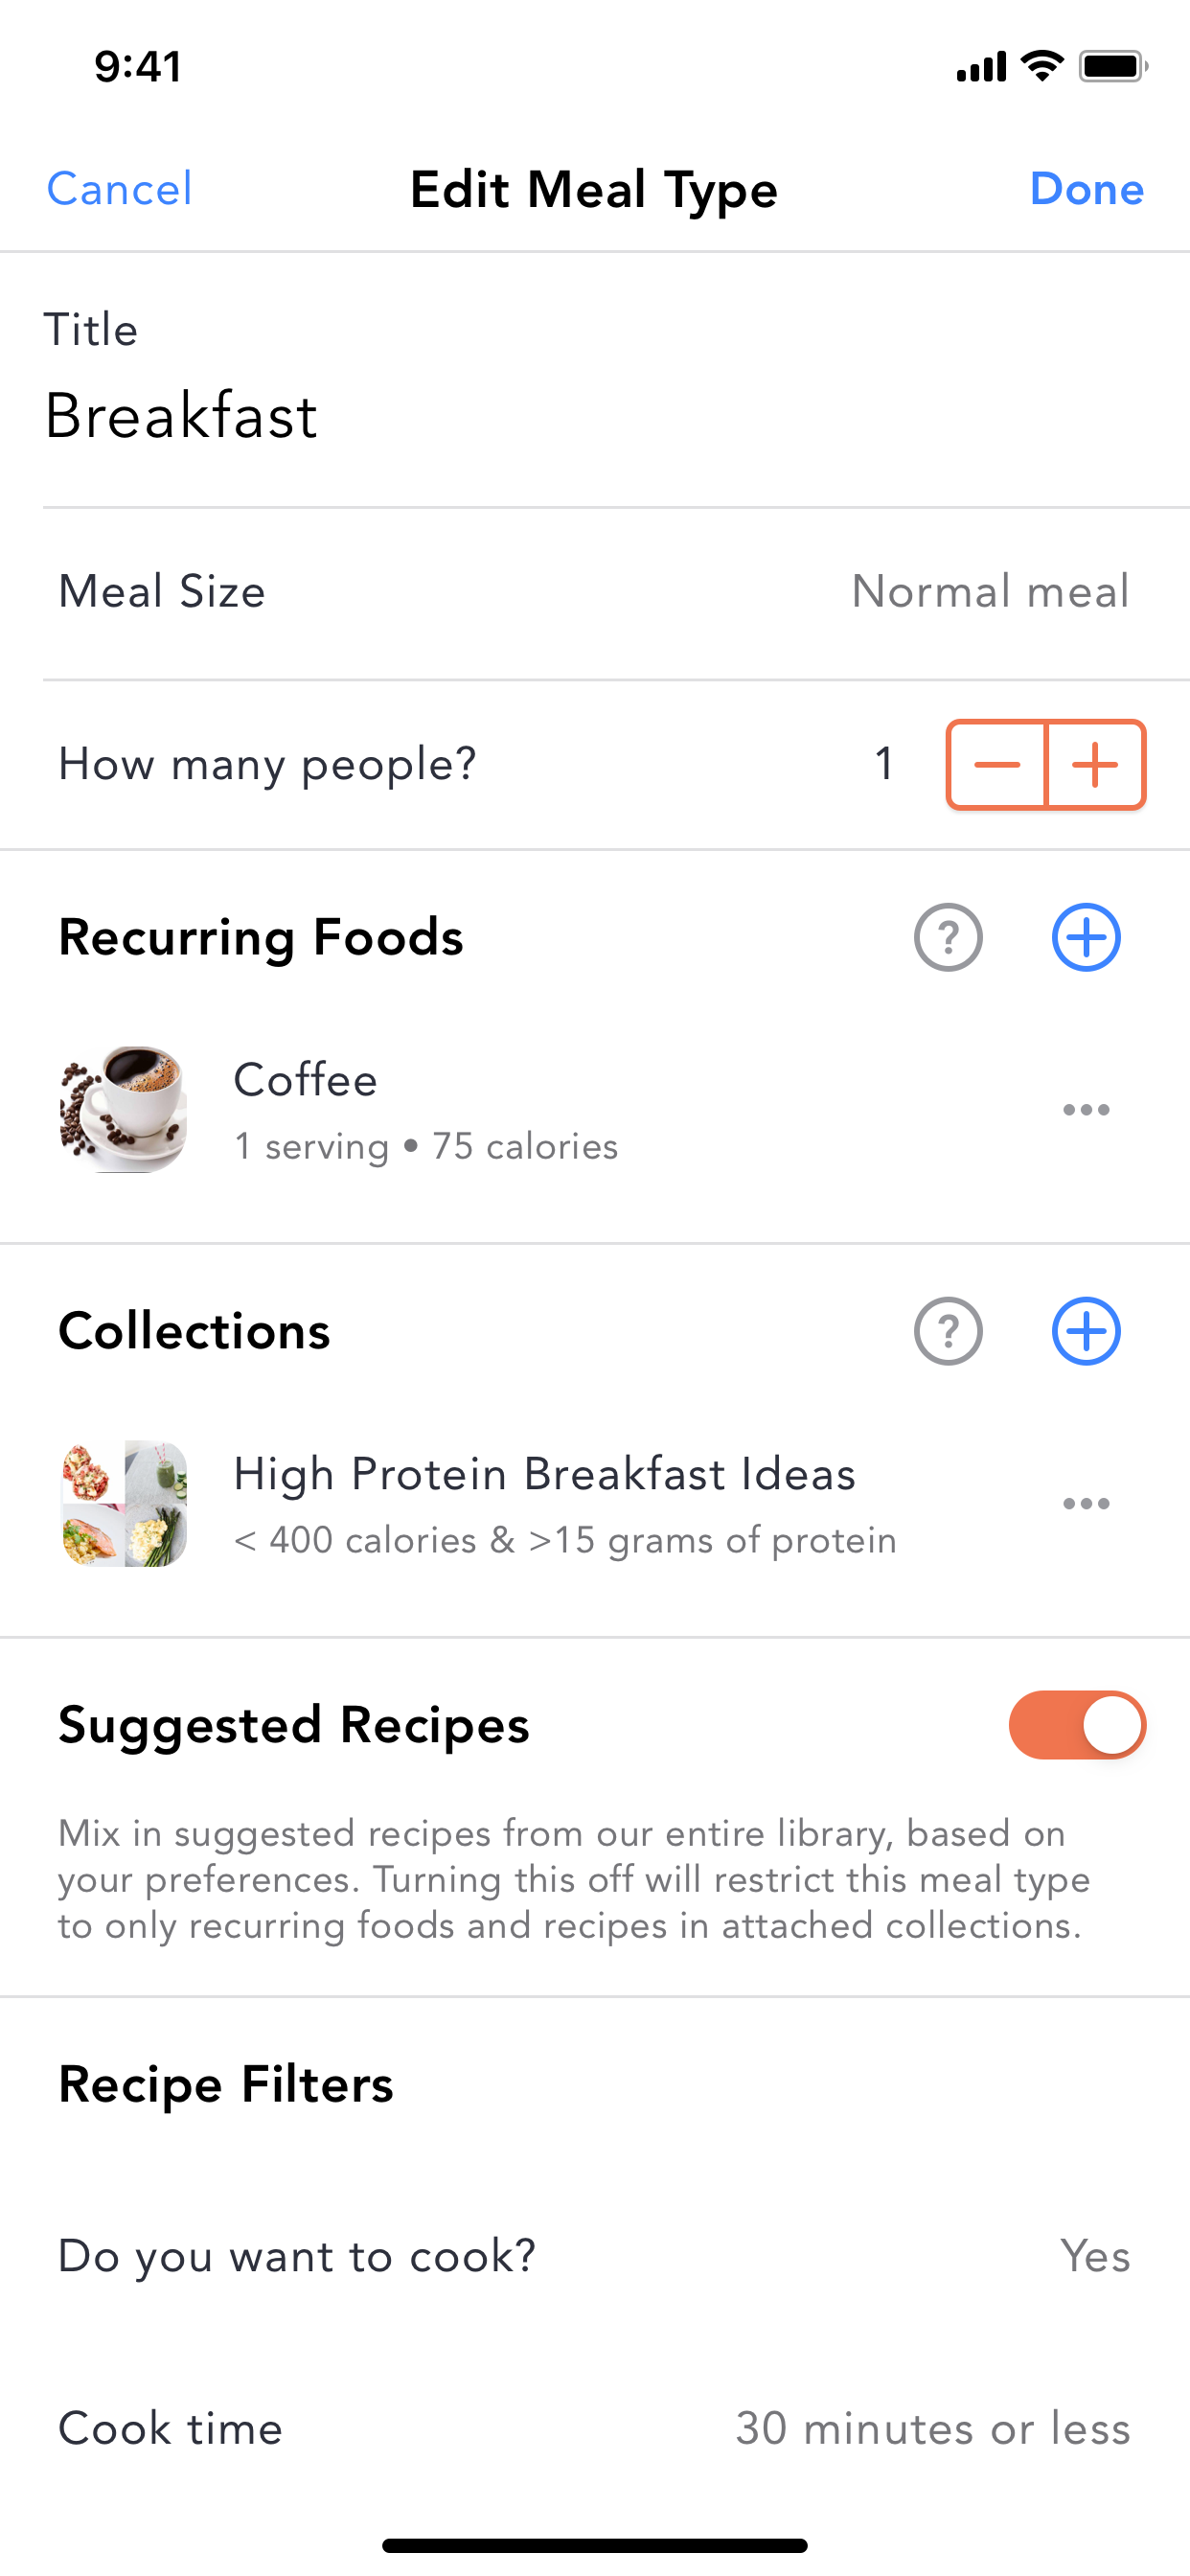 9:41
Cancel Edit Meal Type Done
Title
Breakfast
Meal Size Normal meal
How many people? 1
Recurring Foods ?
Coffee
1 serving • 75 calories
Collections ?
High Protein Breakfast Ideas
< 400 calories & >15 grams of protein
Suggested Recipes
Mix in suggested recipes from our entire library, based on
your preferences. Turning this off will restrict this meal type
to only recurring foods and recipes in attached collections.
Recipe Filters
Do you want to cook? Yes
Cook time 30 minutes or less